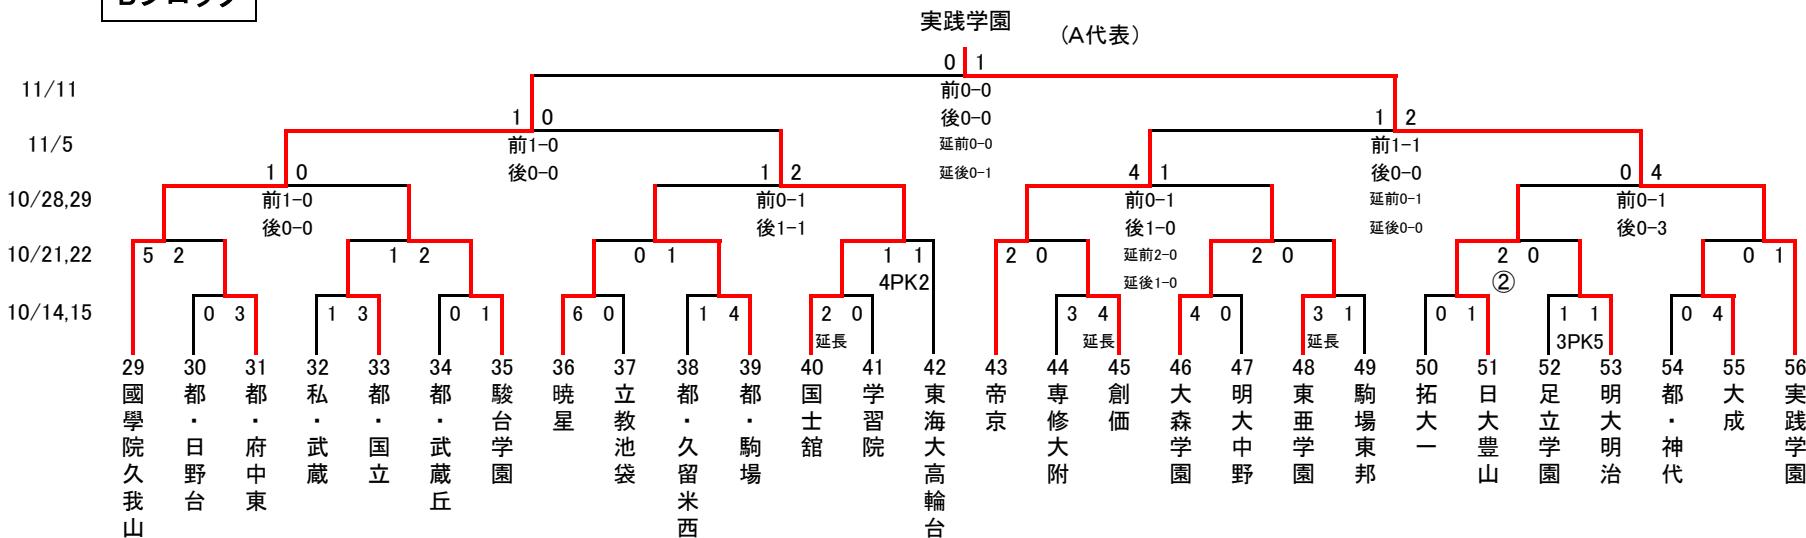 Bブロック
実践学園
（A代表）
0 1
11/11
前0-0
後0-0
延前0-0
延後0-1
1 0
1 2
11/5
前1-0
後0-0
前1-1
後0-0
延前0-1
延後0-0
1 0
1 2
4 1
0 4
10/28,29
前1-0
後0-0
前0-1
後1-1
前0-1
後1-0
延前2-0
延後1-0
前0-1
後0-3
10/21,22
5 2
1 2
0 1
1 1
4PK2
2 0
2 0
2 0
②
0 1
10/14,15
0 3
1 3
0 1
6 0
1 4
2 0
延長
3 4
延長
4 0
3 1
延長
0 1
1 1
3PK5
0 4
29 國學院久我山
30 都・日野台
31 都・府中東
32 私・武蔵
33 都・国立
34 都・武蔵丘
35 駿台学園
36 暁星
37 立教池袋
38 都・久留米西
39 都・駒場
40 国士舘
41 学習院
42 東海大高輪台
43 帝京
44 専修大附
45 創価
46 大森学園
47 明大中野
48 東亜学園
49 駒場東邦
50 拓大一
51 日大豊山
52 足立学園
53 明大明治
54 都・神代
55 大成
56 実践学園